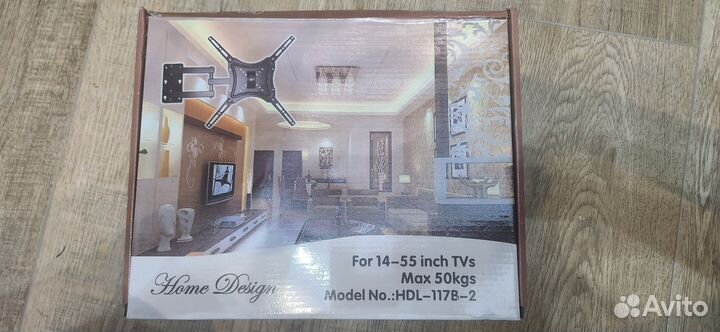 Home Design
For 14-55 inch TVs
Max 50kgs
Model No.:HDL-117B-2
Avito